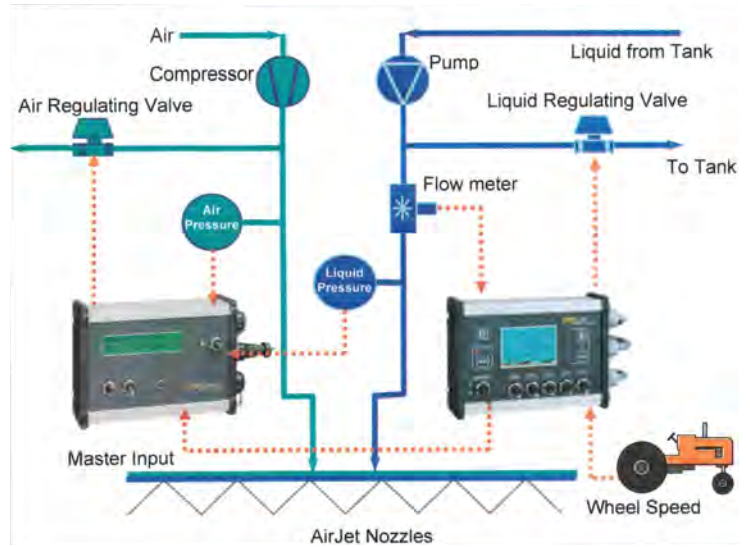 Air
Compressor
Pump
Liquid from Tank
Air Regulating Valve
Liquid Regulating Valve
To Tank
Flow meter
Air
Pressure
Liquid
Pressure
Master Input
Wheel Speed
AirJet Nozzles